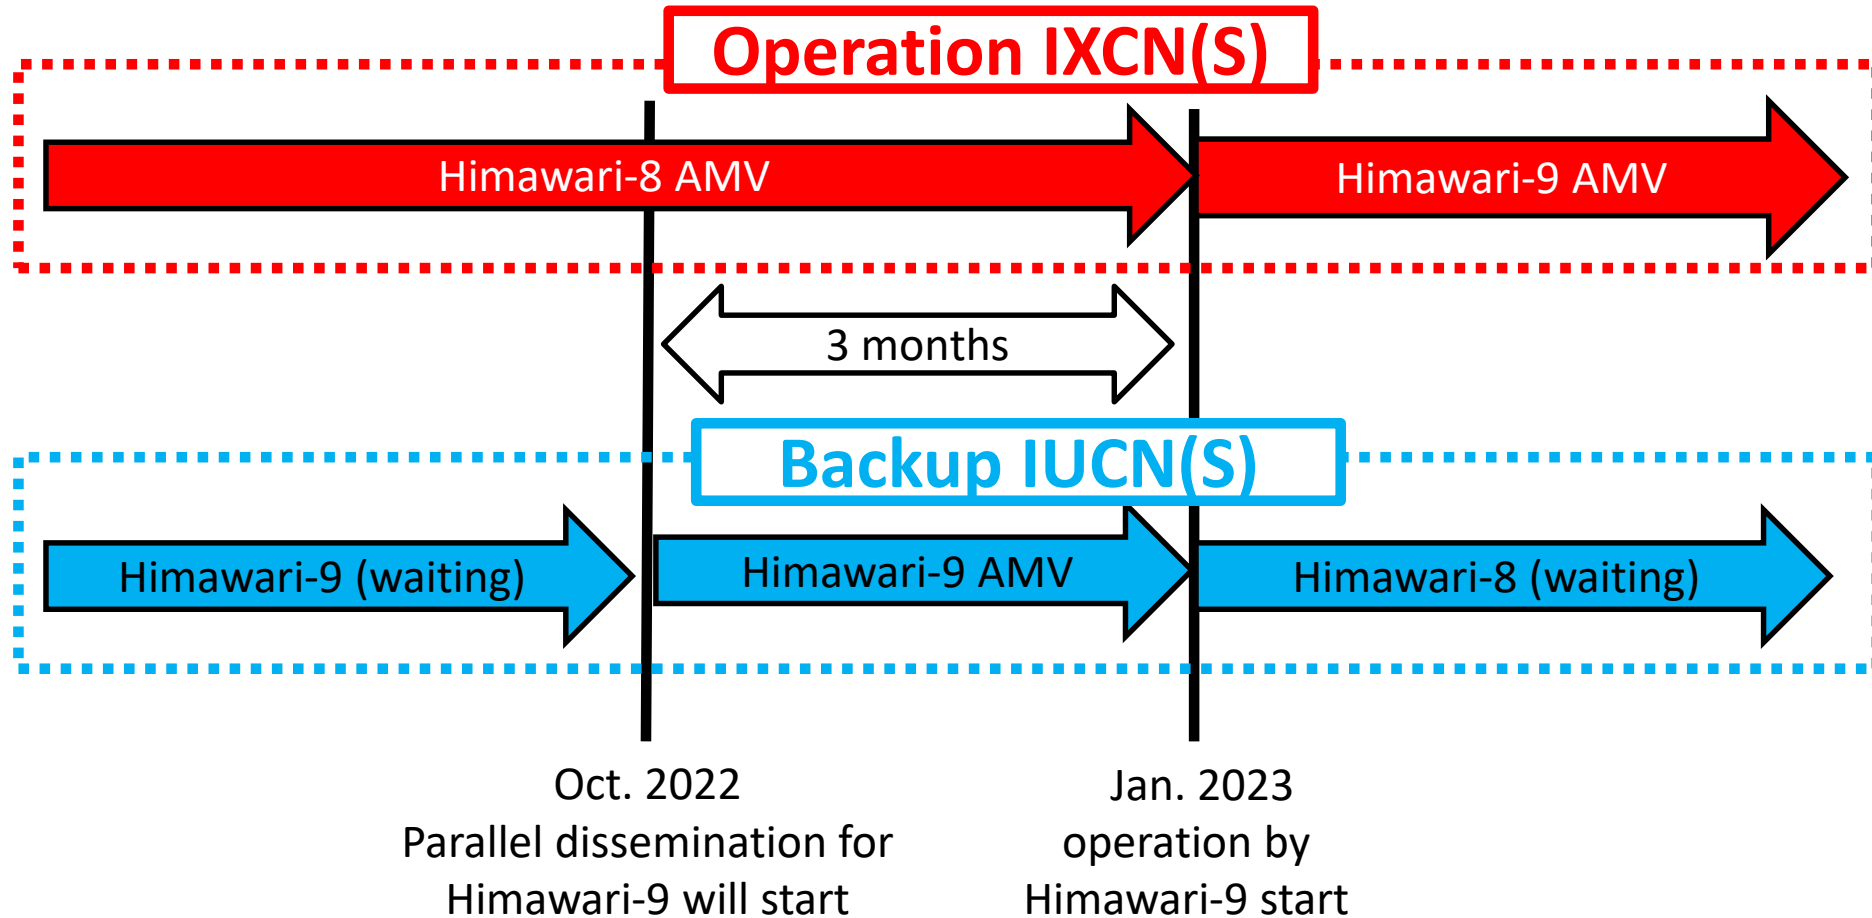 Operation IXCN(S)
Himawari-8 AMV
Himawari-9 AMV
3 months
Backup IUCN(S)
Himawari-9 (waiting)
Himawari-9 AMV
Himawari-8 (waiting)
Oct. 2022
Parallel dissemination for
Himawari-9 will start
Jan. 2023
operation by
Himawari-9 start